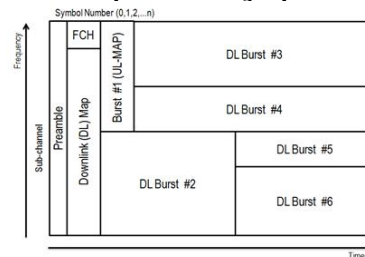 Symbol Number (0,1,2,...n)
Frequency
Sub-channel
Preamble
FCH
Downlink (DL) Map
Burst #1 (UL-MAP)
DL Burst #3
DL Burst #4
DL Burst #2
DL Burst #5
DL Burst #6
Time